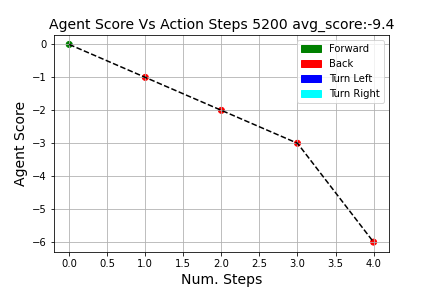 Agent Score Vs Action Steps 5200 avg_score:-9.4
Agent Score
0
−1
−2
−3
−4
−5
−6
Forward
Back
Turn Left
Turn Right
0.0 0.5 1.0 1.5 2.0 2.5 3.0 3.5 4.0
Num. Steps